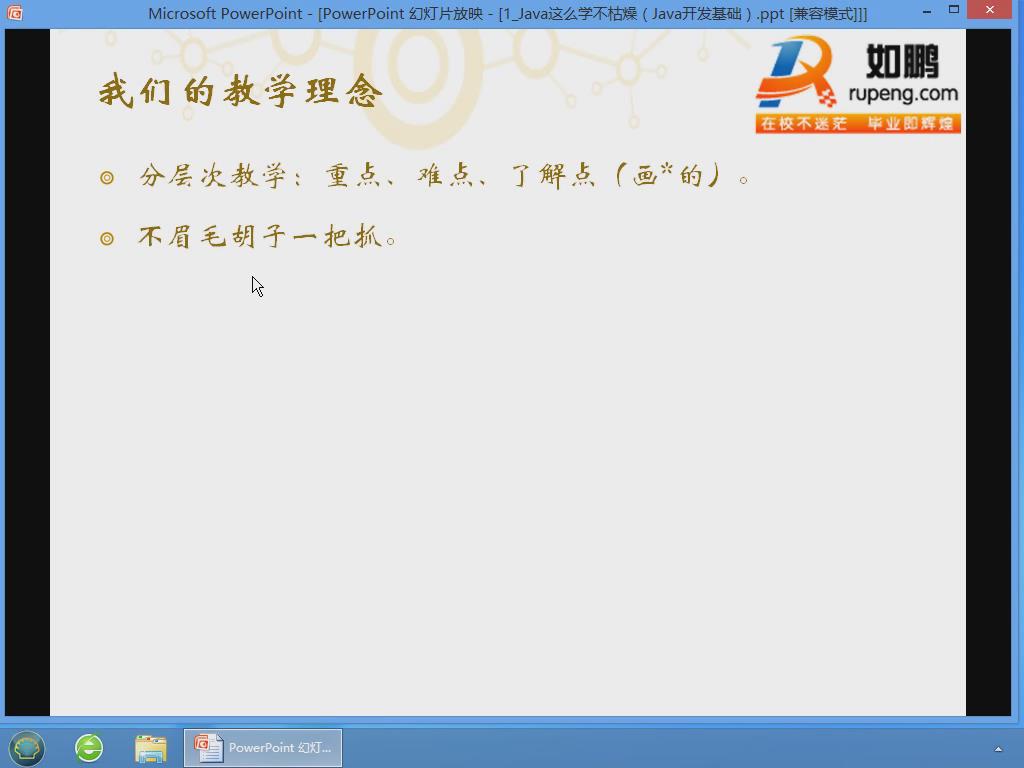 Microsoft PowerPoint - [PowerPoint 幻灯片放映 - [1_Java这么学不枯燥（Java开发基础）.ppt [兼容模式]]]
我们的教学理念
如鹏
rupeng.com
在校不迷茫 毕业即辉煌
分层次教学：重点、难点、了解点（画*的）。
不眉毛胡子一把抓。
PowerPoint 幻灯...